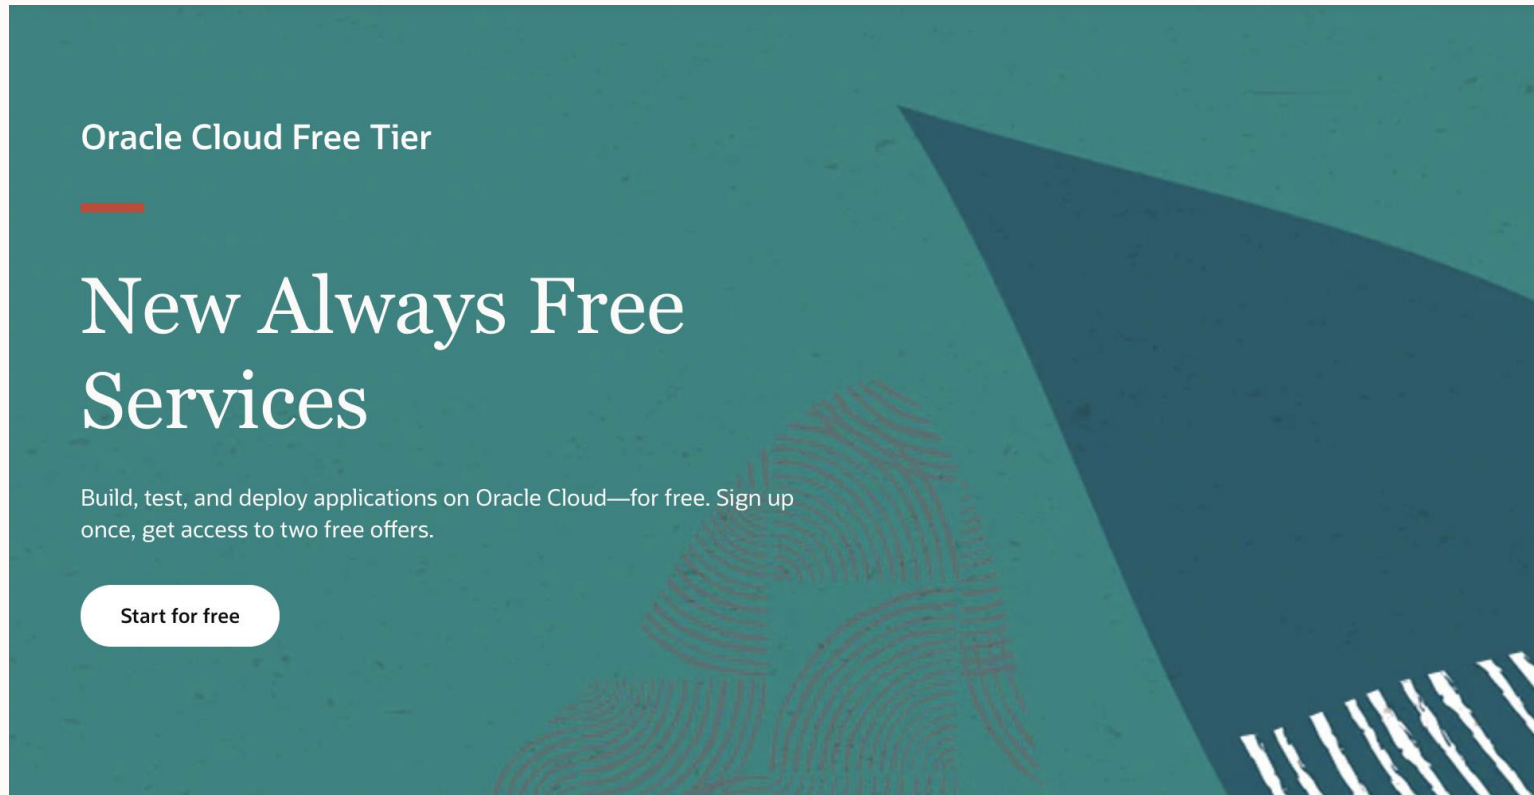 Oracle Cloud Free Tier
New Always Free
Services
Build, test, and deploy applications on Oracle Cloud—for free. Sign up
once, get access to two free offers.
Start for free